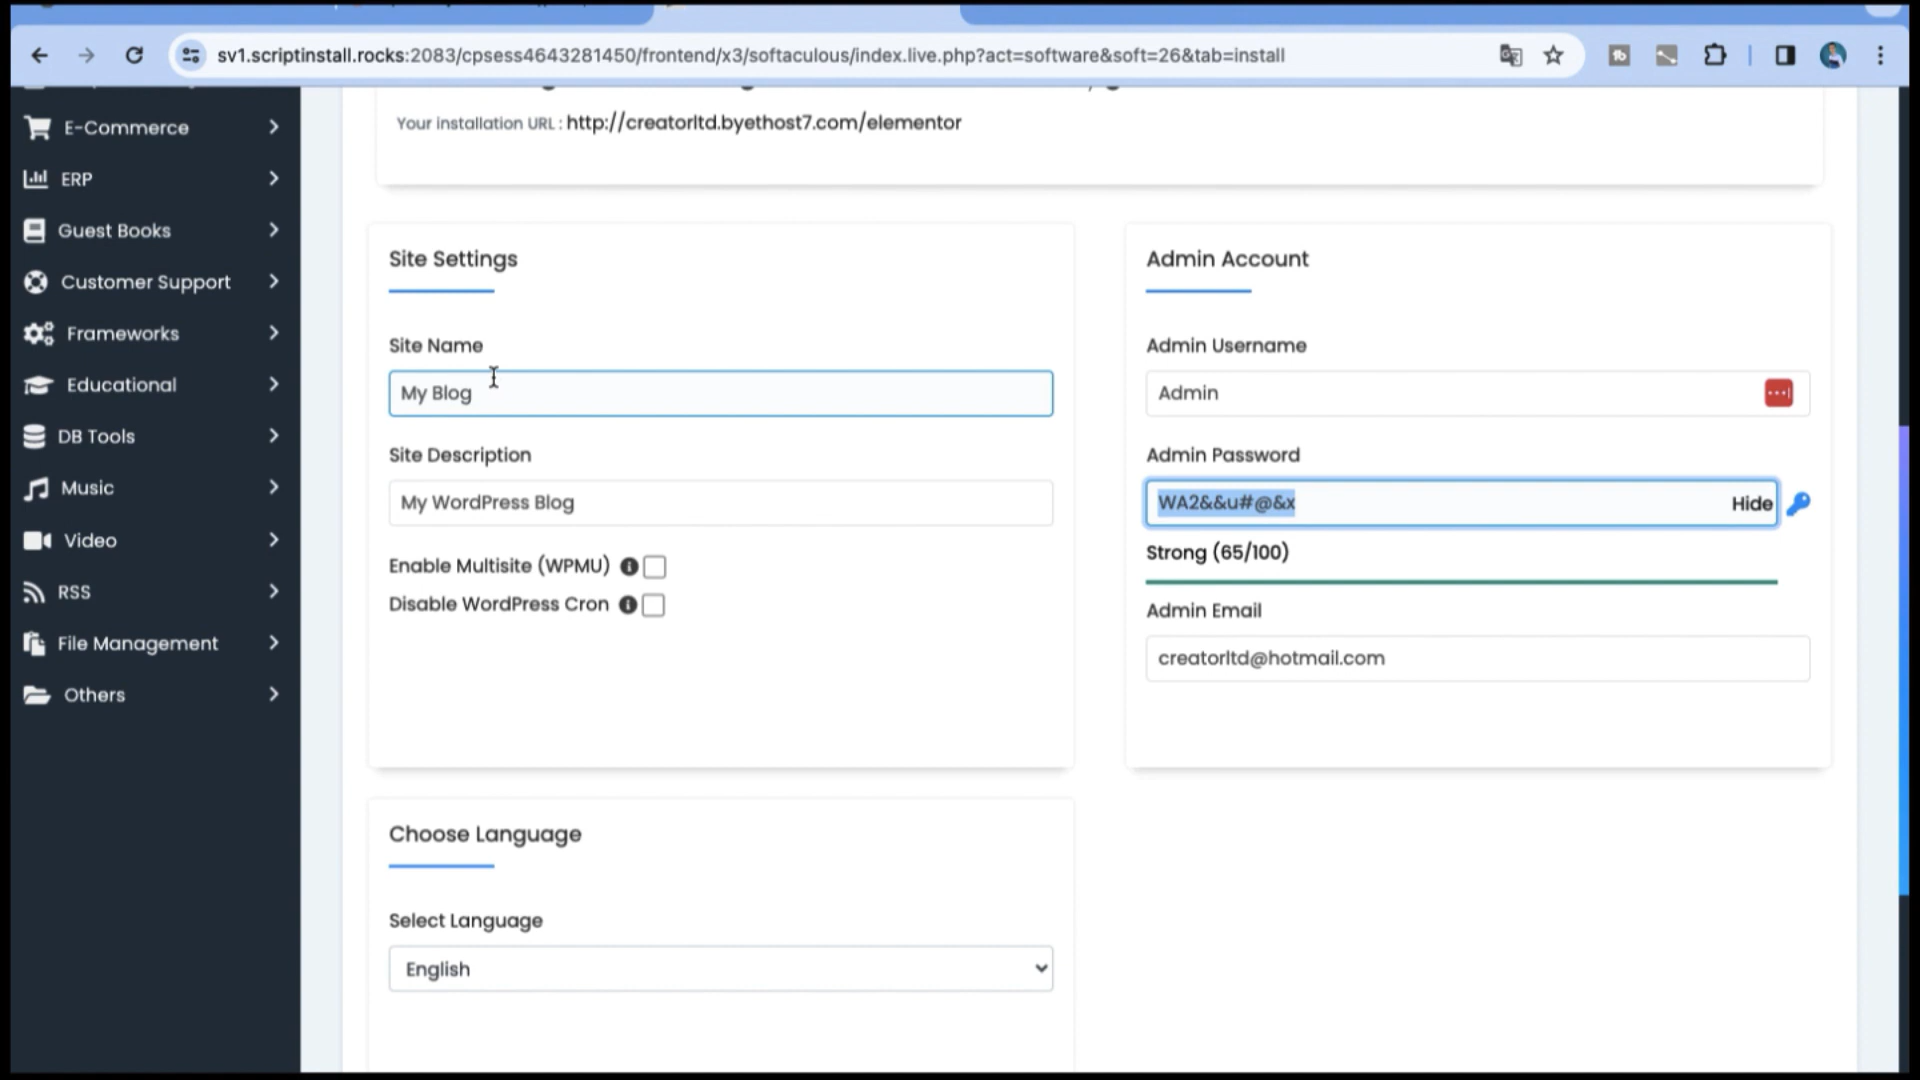 sv1.scriptinstall.rocks:2083/cpsess4643281450/frontend/x3/softaculous/index.live.php?act=software&soft=26&tab=install
E-Commerce
ERP
Guest Books
Customer Support
Frameworks
Educational
DB Tools
Music
Video
RSS
File Management
Others
Your installation URL : http://creatorltd.byethost7.com/elementor
Site Settings
Site Name
My Blog
Site Description
My WordPress Blog
Enable Multisite (WPMU)
Disable WordPress Cron
Admin Account
Admin Username
Admin
Admin Password
WA2&&u#@&x Hide
Strong (65/100)
Admin Email
creatorltd@hotmail.com
Choose Language
Select Language
English